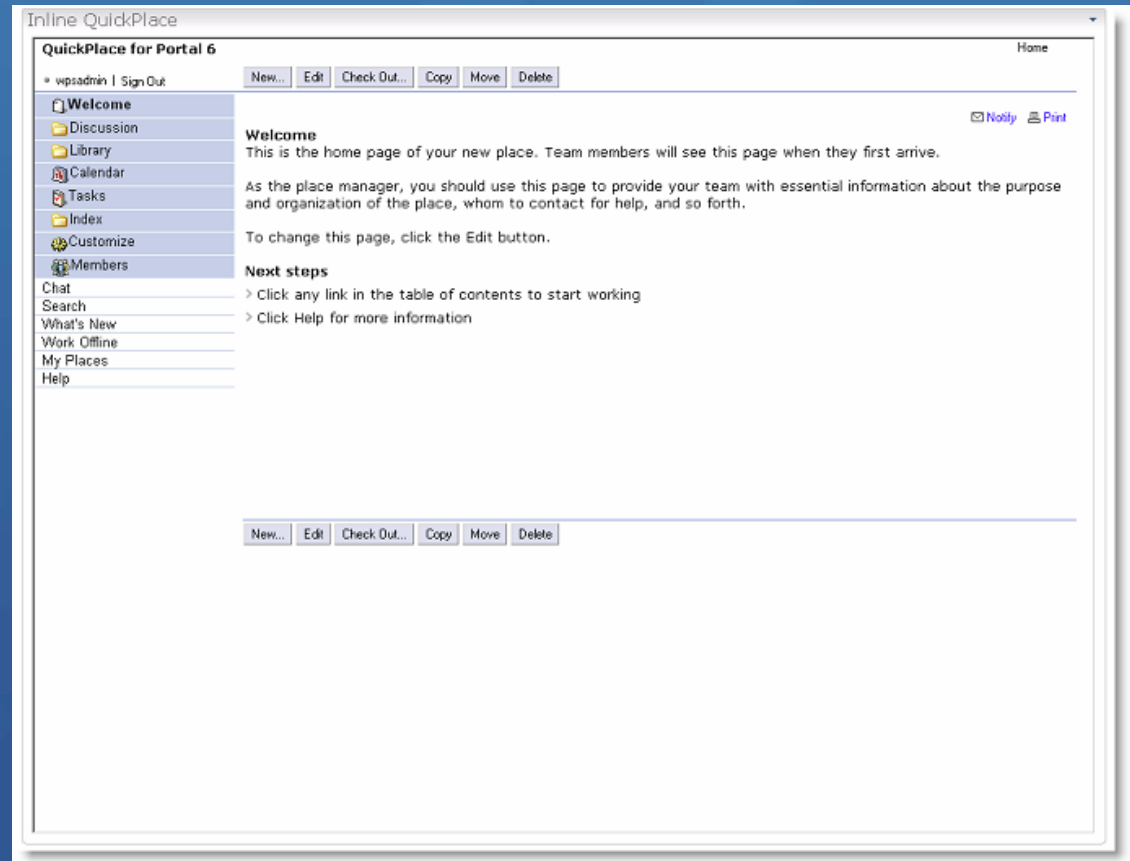 Inline QuickPlace
QuickPlace for Portal 6
Home
wpsadmin | Sign Out
New... Edit Check Out... Copy Move Delete
Welcome
Discussion
Library
Calendar
Tasks
Index
Customize
Members
Chat
Search
What's New
Work Offline
My Places
Help
Notify Print
Welcome
This is the home page of your new place. Team members will see this page when they first arrive.
As the place manager, you should use this page to provide your team with essential information about the purpose
and organization of the place, whom to contact for help, and so forth.
To change this page, click the Edit button.
Next steps
> Click any link in the table of contents to start working
> Click Help for more information
New... Edit Check Out... Copy Move Delete